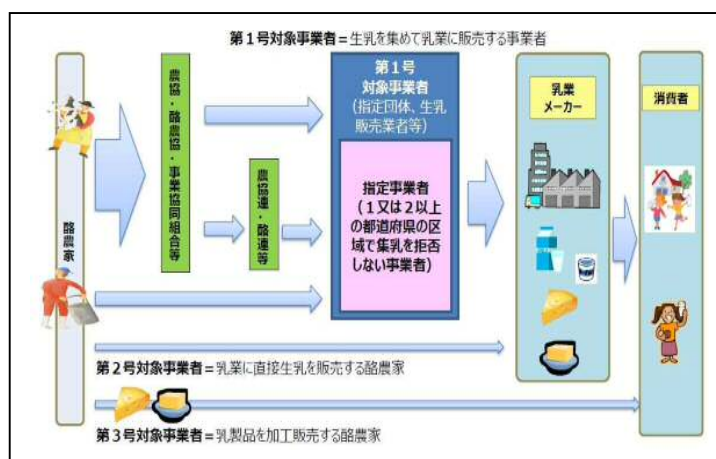 第1号対象事業者＝生乳を集めて乳業に販売する事業者
酪農家
農協・酪農協・事業協同組合等
農協連・酪連等
第1号
対象事業者
（指定団体、生乳
販売業者等）
指定事業者
（1又は2以上
の都道府県の区
域で集乳を拒否
しない事業者）
乳業
メーカー
消費者
第2号対象事業者＝乳業に直接生乳を販売する酪農家
第3号対象事業者＝乳製品を加工販売する酪農家